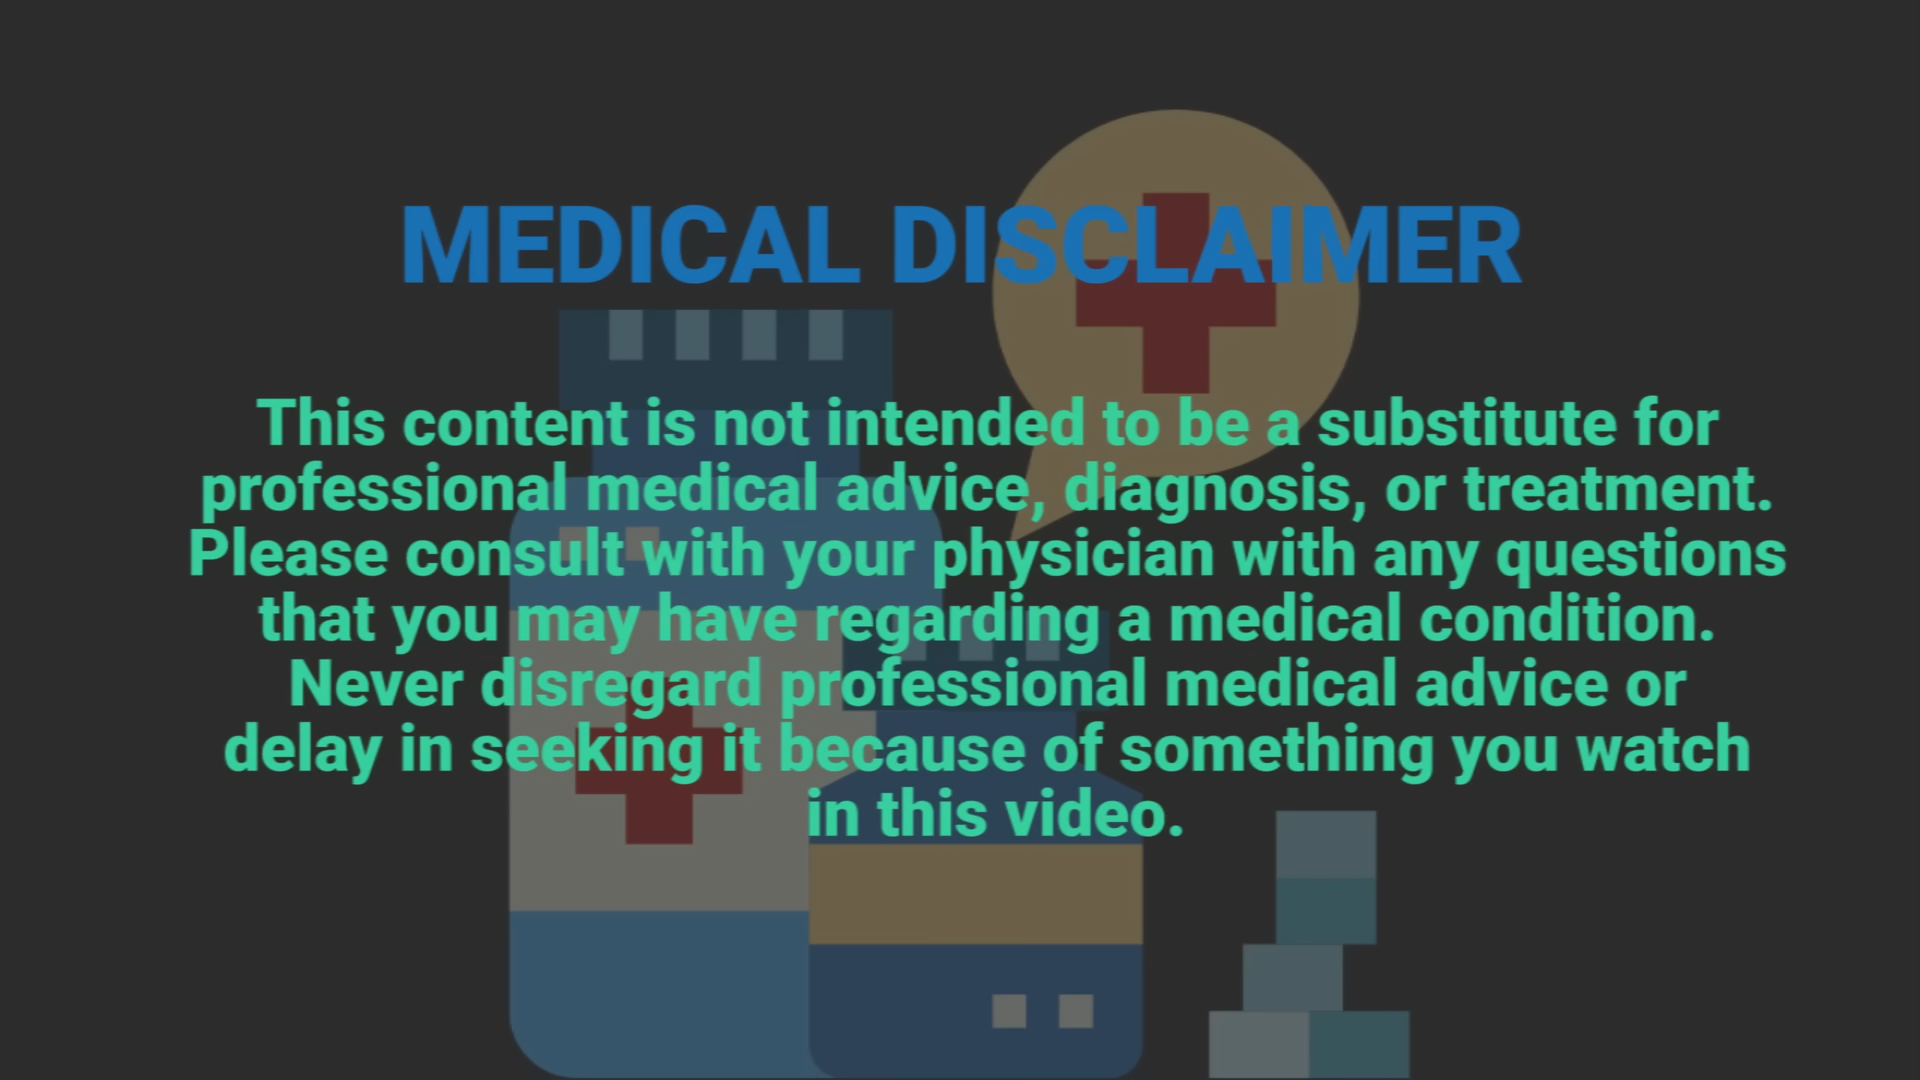 MEDICAL DISCLAIMER
This content is not intended to be a substitute for
professional medical advice, diagnosis, or treatment.
Please consult with your physician with any questions
that you may have regarding a medical condition.
Never disregard professional medical advice or
delay in seeking it because of something you watch
in this video.